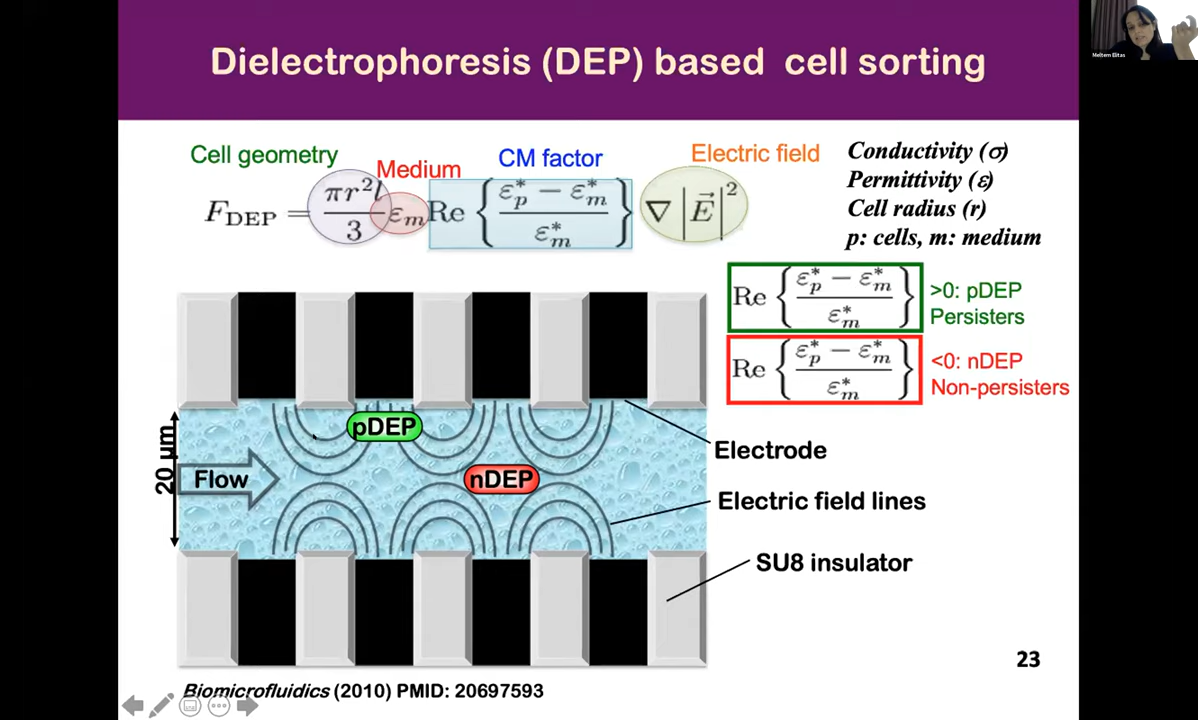 Meltem Elitas
Dielectrophoresis (DEP) based cell sorting
Cell geometry
Medium
CM factor
Electric field
F_DEP = πr²l/3 ε_m Re { (ε*_p − ε*_m) / ε*_m } ∇ |E⃗|²
Conductivity (σ)
Permittivity (ε)
Cell radius (r)
p: cells, m: medium
Re { (ε*_p − ε*_m) / ε*_m }
>0: pDEP
Persisters
Re { (ε*_p − ε*_m) / ε*_m }
<0: nDEP
Non-persisters
20 µm
Flow
pDEP
nDEP
Electrode
Electric field lines
SU8 insulator
23
Biomicrofluidics (2010) PMID: 20697593